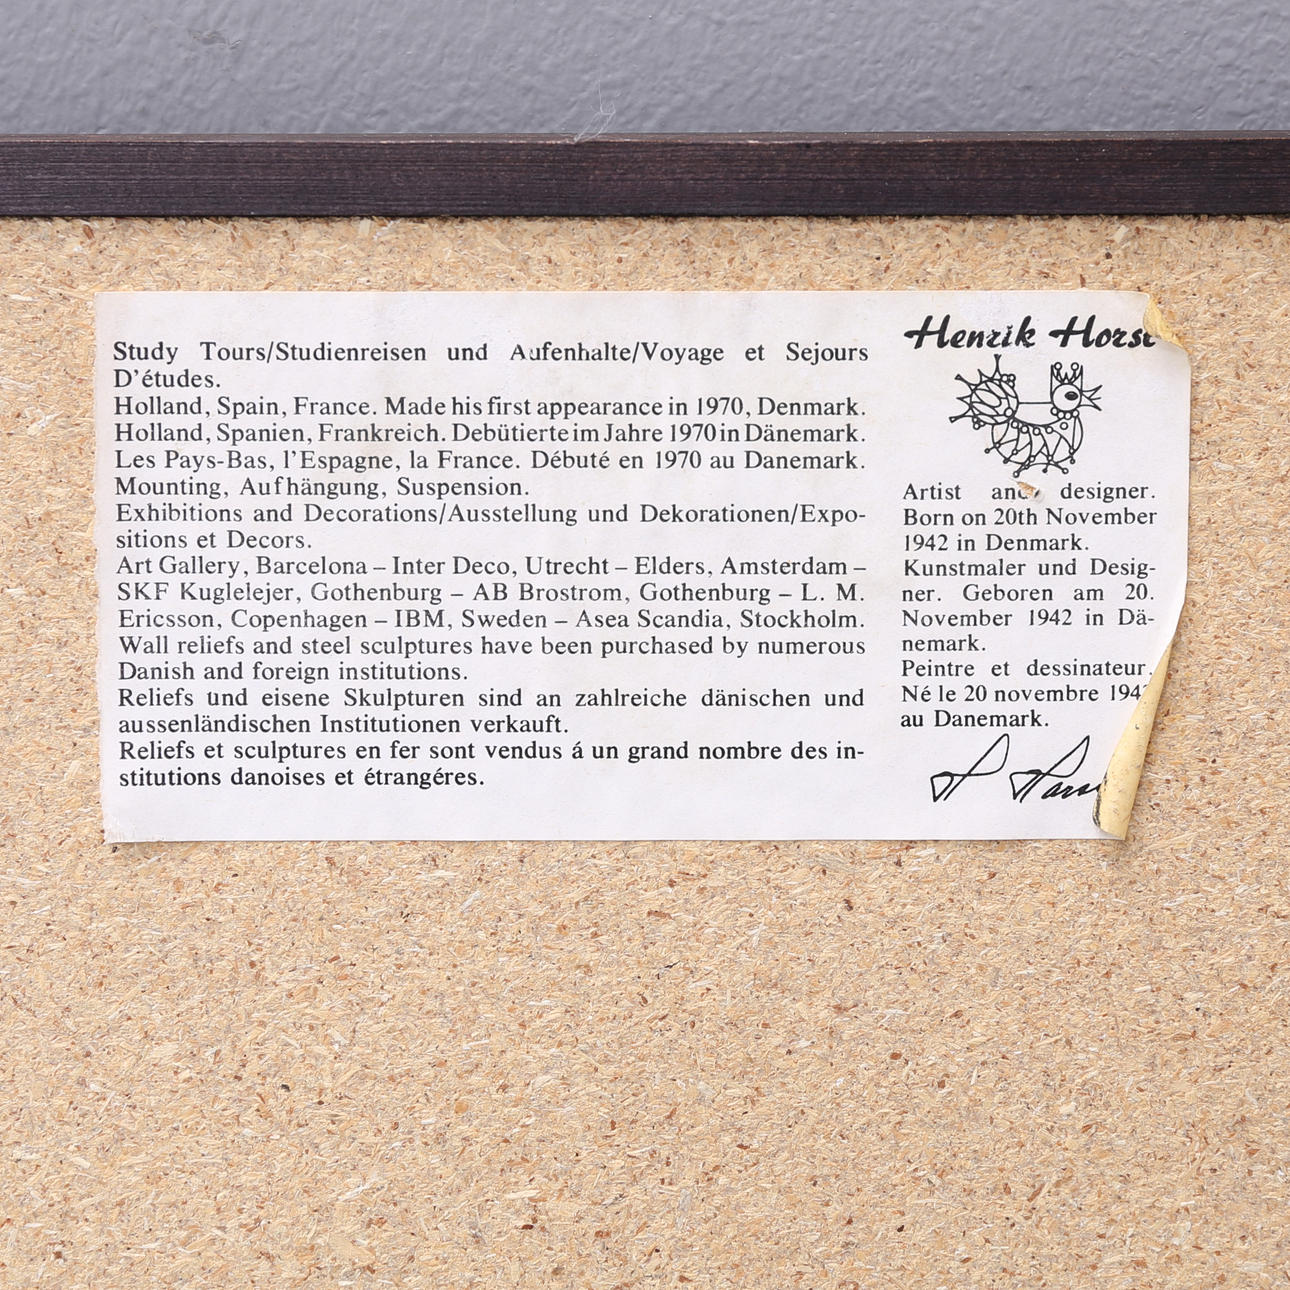 Study Tours/Studienreisen und Aufenhalte/Voyage et Sejours
D'études.
Holland, Spain, France. Made his first appearance in 1970, Denmark.
Holland, Spanien, Frankreich. Debütierte im Jahre 1970 in Dänemark.
Les Pays-Bas, l'Espagne, la France. Débuté en 1970 au Danemark.
Mounting, Aufhängung, Suspension.
Exhibitions and Decorations/Ausstellung und Dekorationen/Expo-
sitions et Decors.
Art Gallery, Barcelona – Inter Deco, Utrecht – Elders, Amsterdam –
SKF Kuglelejer, Gothenburg – AB Brostrom, Gothenburg – L. M.
Ericsson, Copenhagen – IBM, Sweden – Asea Scandia, Stockholm.
Wall reliefs and steel sculptures have been purchased by numerous
Danish and foreign institutions.
Reliefs und eisene Skulpturen sind an zahlreiche dänischen und
aussenländischen Institutionen verkauft.
Reliefs et sculptures en fer sont vendus á un grand nombre des in-
stitutions danoises et étrangéres.
Henrik Horst
Artist and designer.
Born on 20th November
1942 in Denmark.
Kunstmaler und Desig-
ner. Geboren am 20.
November 1942 in Dä-
nemark.
Peintre et dessinateur.
Né le 20 novembre 1942
au Danemark.